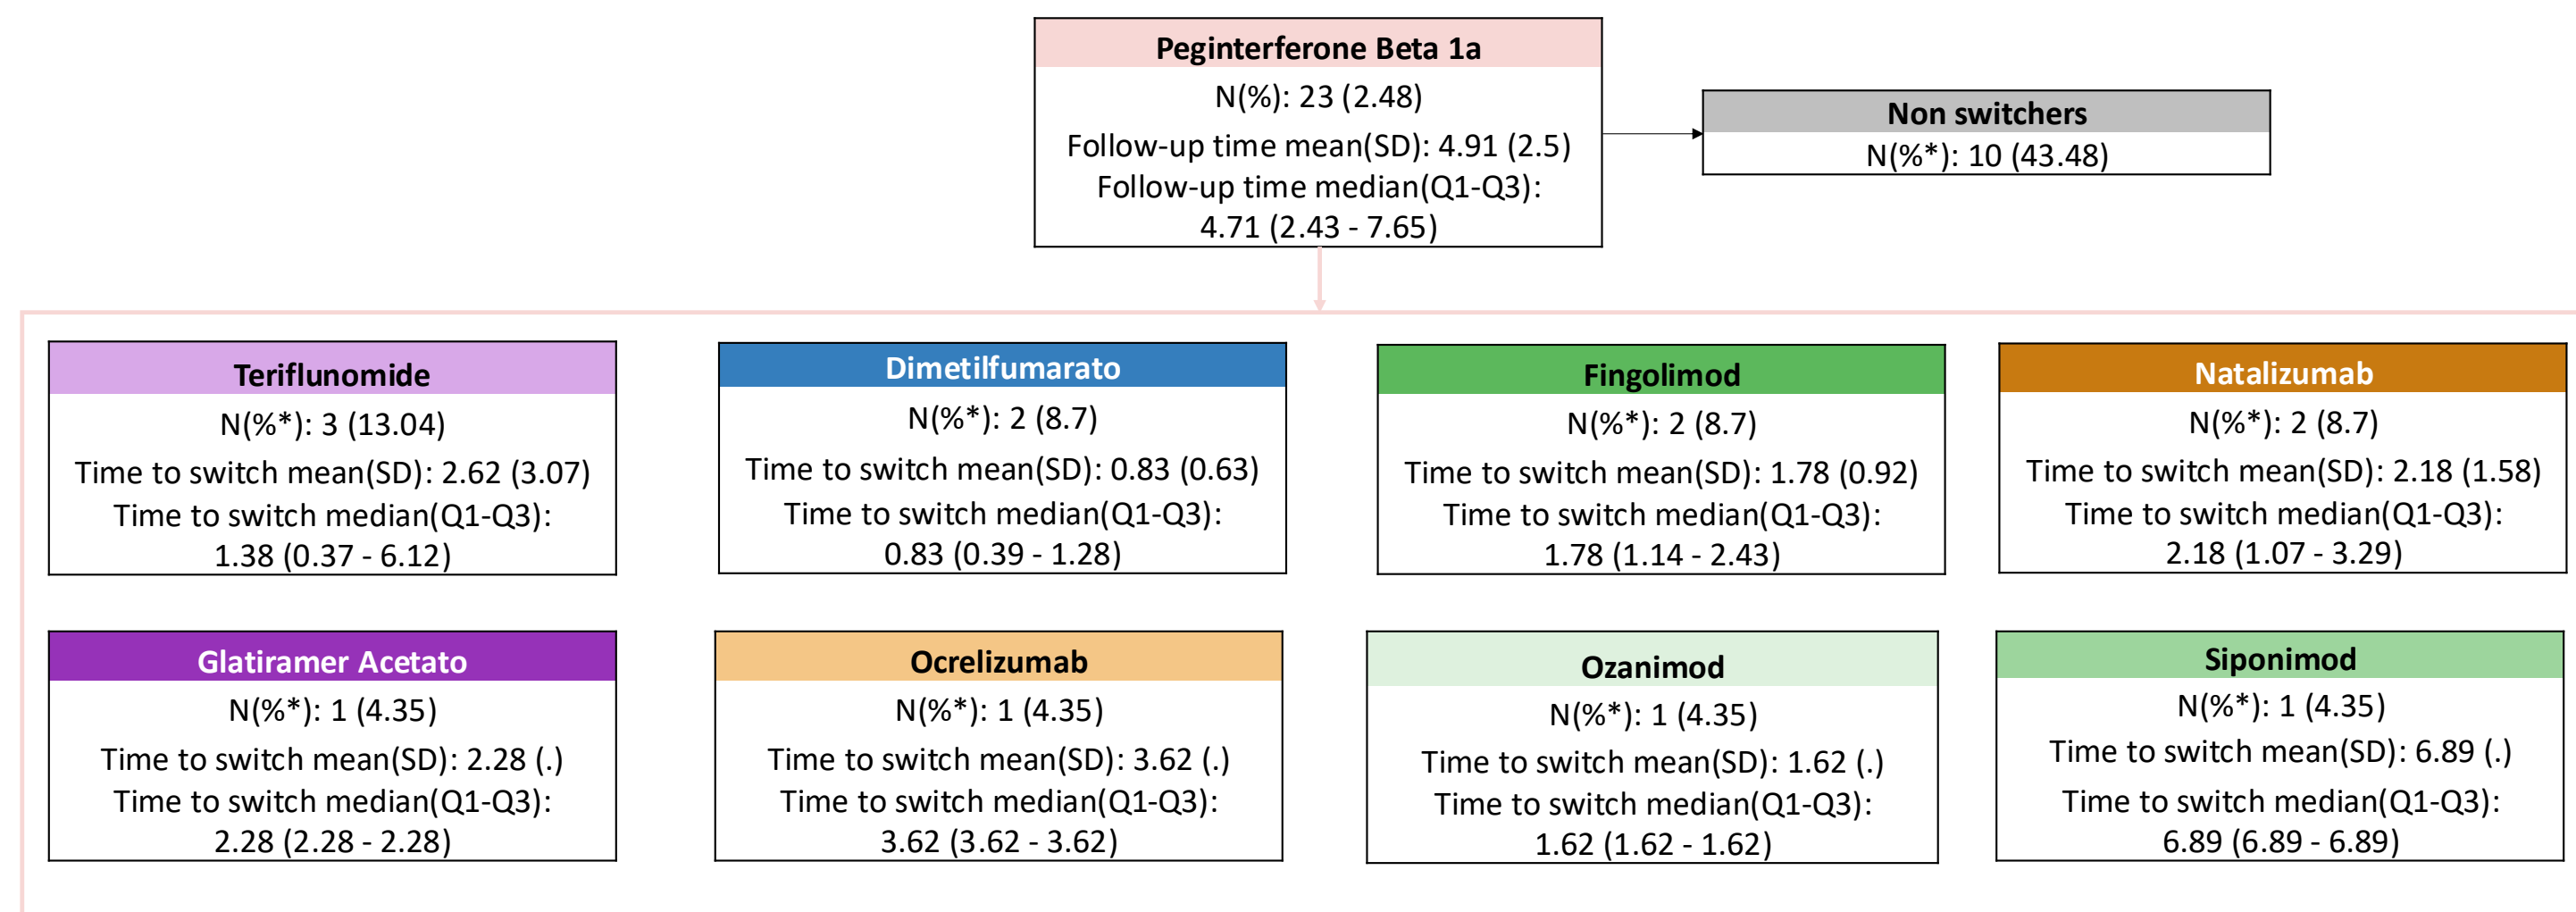 Peginterferone Beta 1a
N(%): 23 (2.48)
Follow-up time mean(SD): 4.91 (2.5)
Follow-up time median(Q1-Q3):
4.71 (2.43 - 7.65)
Non switchers
N(%*): 10 (43.48)
Teriflunomide
N(%*): 3 (13.04)
Time to switch mean(SD): 2.62 (3.07)
Time to switch median(Q1-Q3):
1.38 (0.37 - 6.12)
Dimetilfumarato
N(%*): 2 (8.7)
Time to switch mean(SD): 0.83 (0.63)
Time to switch median(Q1-Q3):
0.83 (0.39 - 1.28)
Fingolimod
N(%*): 2 (8.7)
Time to switch mean(SD): 1.78 (0.92)
Time to switch median(Q1-Q3):
1.78 (1.14 - 2.43)
Natalizumab
N(%*): 2 (8.7)
Time to switch mean(SD): 2.18 (1.58)
Time to switch median(Q1-Q3):
2.18 (1.07 - 3.29)
Glatiramer Acetato
N(%*): 1 (4.35)
Time to switch mean(SD): 2.28 (.)
Time to switch median(Q1-Q3):
2.28 (2.28 - 2.28)
Ocrelizumab
N(%*): 1 (4.35)
Time to switch mean(SD): 3.62 (.)
Time to switch median(Q1-Q3):
3.62 (3.62 - 3.62)
Ozanimod
N(%*): 1 (4.35)
Time to switch mean(SD): 1.62 (.)
Time to switch median(Q1-Q3):
1.62 (1.62 - 1.62)
Siponimod
N(%*): 1 (4.35)
Time to switch mean(SD): 6.89 (.)
Time to switch median(Q1-Q3):
6.89 (6.89 - 6.89)